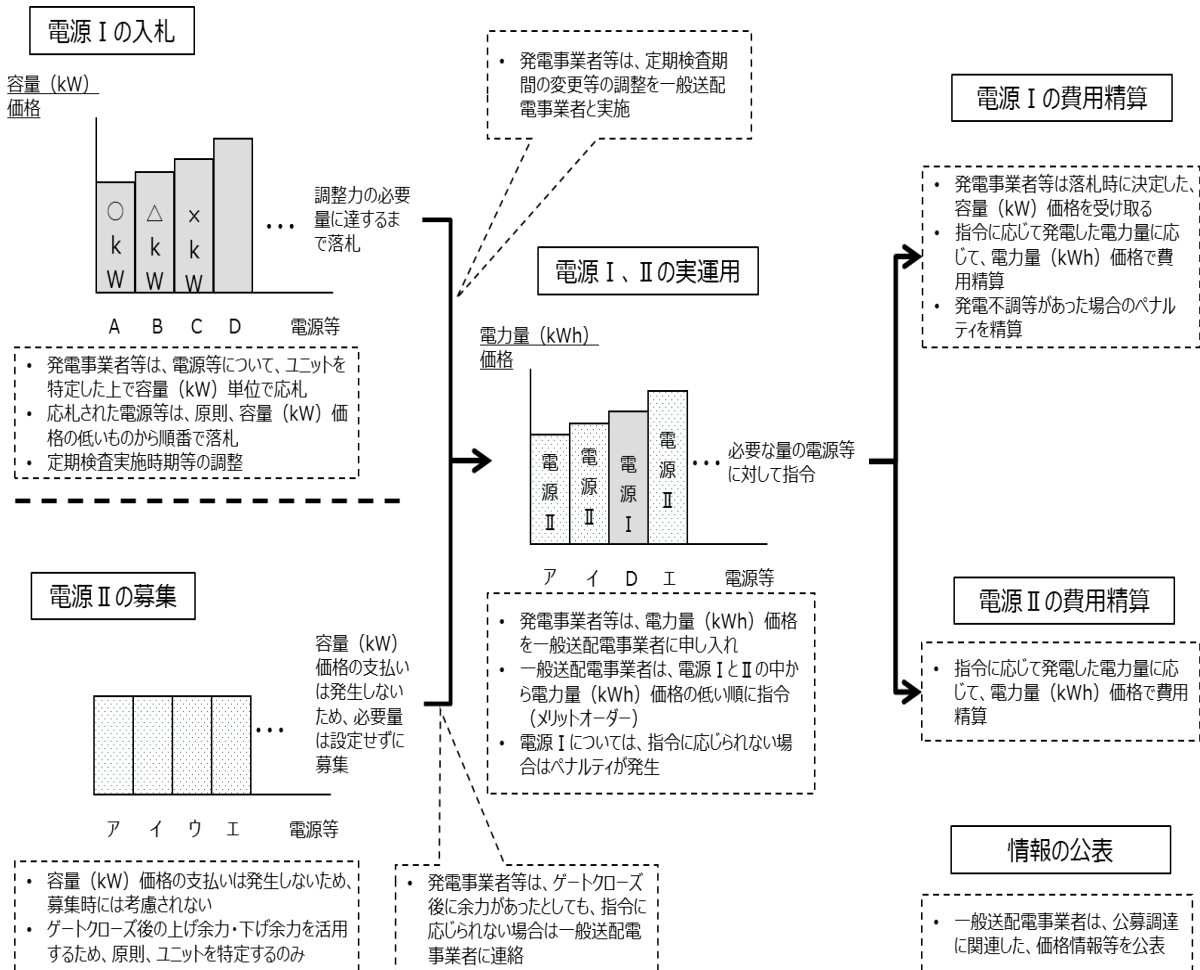 電源Ⅰの入札
容量（kW）
価格
○
k
W
△
k
W
×
k
W
･･･
調整力の必要
量に達するま
で落札
A B C D 電源等
• 発電事業者等は、電源等について、ユニットを
特定した上で容量（kW）単位で応札
• 応札された電源等は、原則、容量（kW）価
格の低いものから順番で落札
• 定期検査実施時期等の調整
電源Ⅱの募集
容量（kW）
価格の支払い
は発生しない
ため、必要量
は設定せずに
募集
･･･
ア イ ウ エ 電源等
• 容量（kW）価格の支払いは発生しないため、
募集時には考慮されない
• ゲートクローズ後の上げ余力･下げ余力を活用
するため、原則、ユニットを特定するのみ
• 発電事業者等は、定期検査期
間の変更等の調整を一般送配
電事業者と実施
電源Ⅰ、Ⅱの実運用
電力量（kWh）
価格
電
源
Ⅱ
電
源
Ⅱ
電
源
Ⅰ
電
源
Ⅱ
･･･
必要な量の電源等
に対して指令
ア イ D エ 電源等
• 発電事業者等は、電力量（kWh）価格
を一般送配電事業者に申し入れ
• 一般送配電事業者は、電源ⅠとⅡの中か
ら電力量（kWh）価格の低い順に指令
（メリットオーダー）
• 電源Ⅰについては、指令に応じられない場
合はペナルティが発生
• 発電事業者等は、ゲートクローズ
後に余力があったとしても、指令に
応じられない場合は一般送配電
事業者に連絡
電源Ⅰの費用精算
• 発電事業者等は落札時に決定した、
容量（kW）価格を受け取る
• 指令に応じて発電した電力量に応
じて、電力量（kWh）価格で費
用精算
• 発電不調等があった場合のペナル
ティを精算
電源Ⅱの費用精算
• 指令に応じて発電した電力量に応
じて、電力量（kWh）価格で費用
精算
情報の公表
• 一般送配電事業者は、公募調達
に関連した、価格情報等を公表